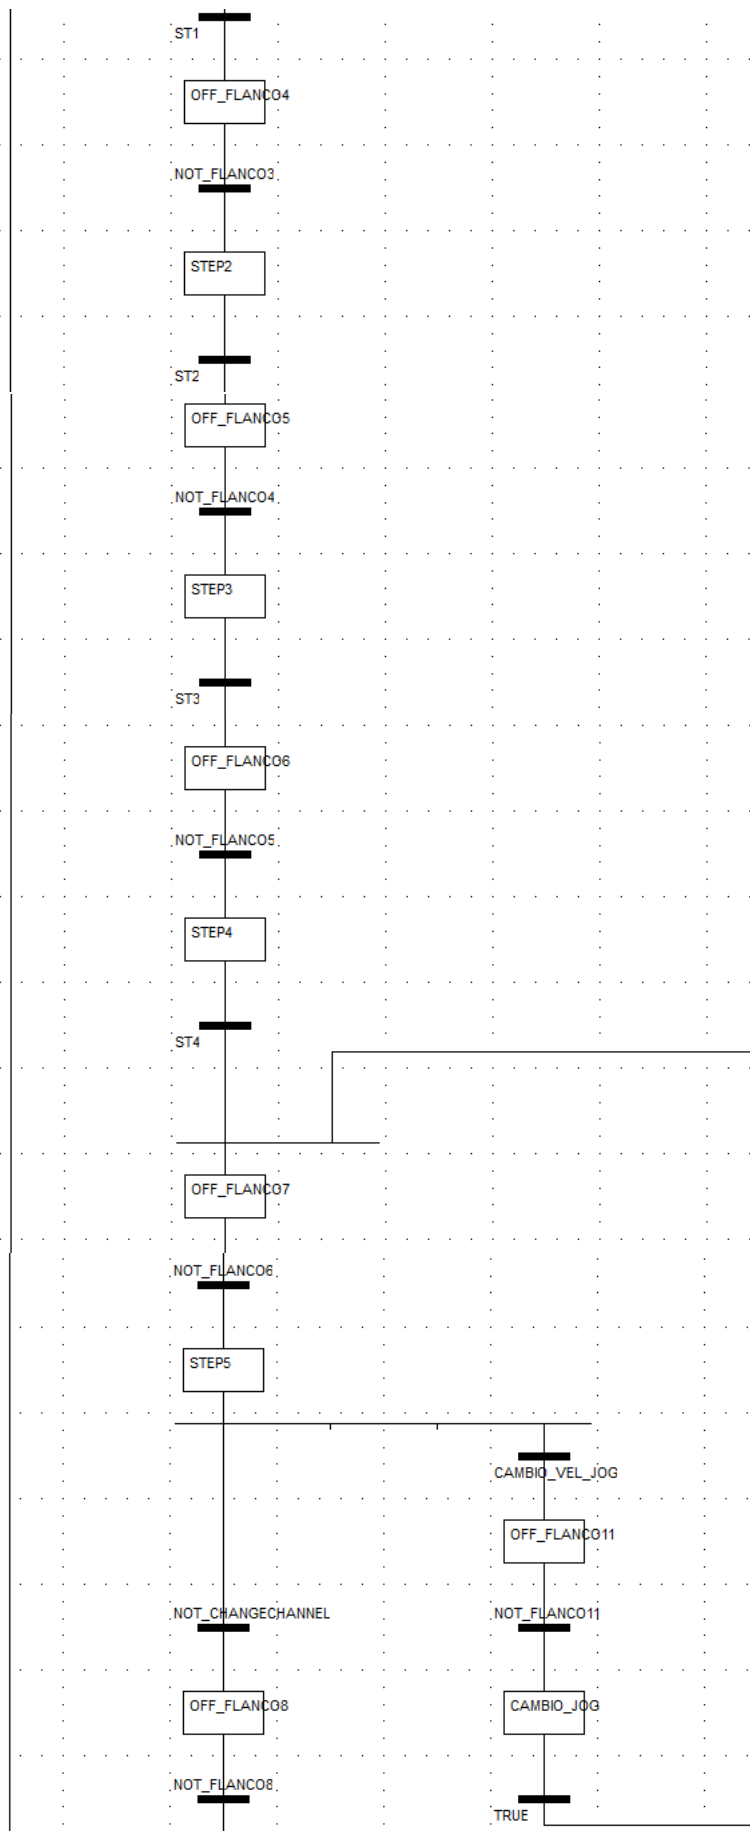 ST1
OFF_FLANCO4
NOT_FLANCO3
STEP2
ST2
OFF_FLANCO5
NOT_FLANCO4
STEP3
ST3
OFF_FLANCO6
NOT_FLANCO5
STEP4
ST4
OFF_FLANCO7
NOT_FLANCO6
STEP5
CAMBIO_VEL_JOG
OFF_FLANCO11
NOT_CHANGECHANNEL
NOT_FLANCO11
OFF_FLANCO8
CAMBIO_JOG
NOT_FLANCO8
TRUE